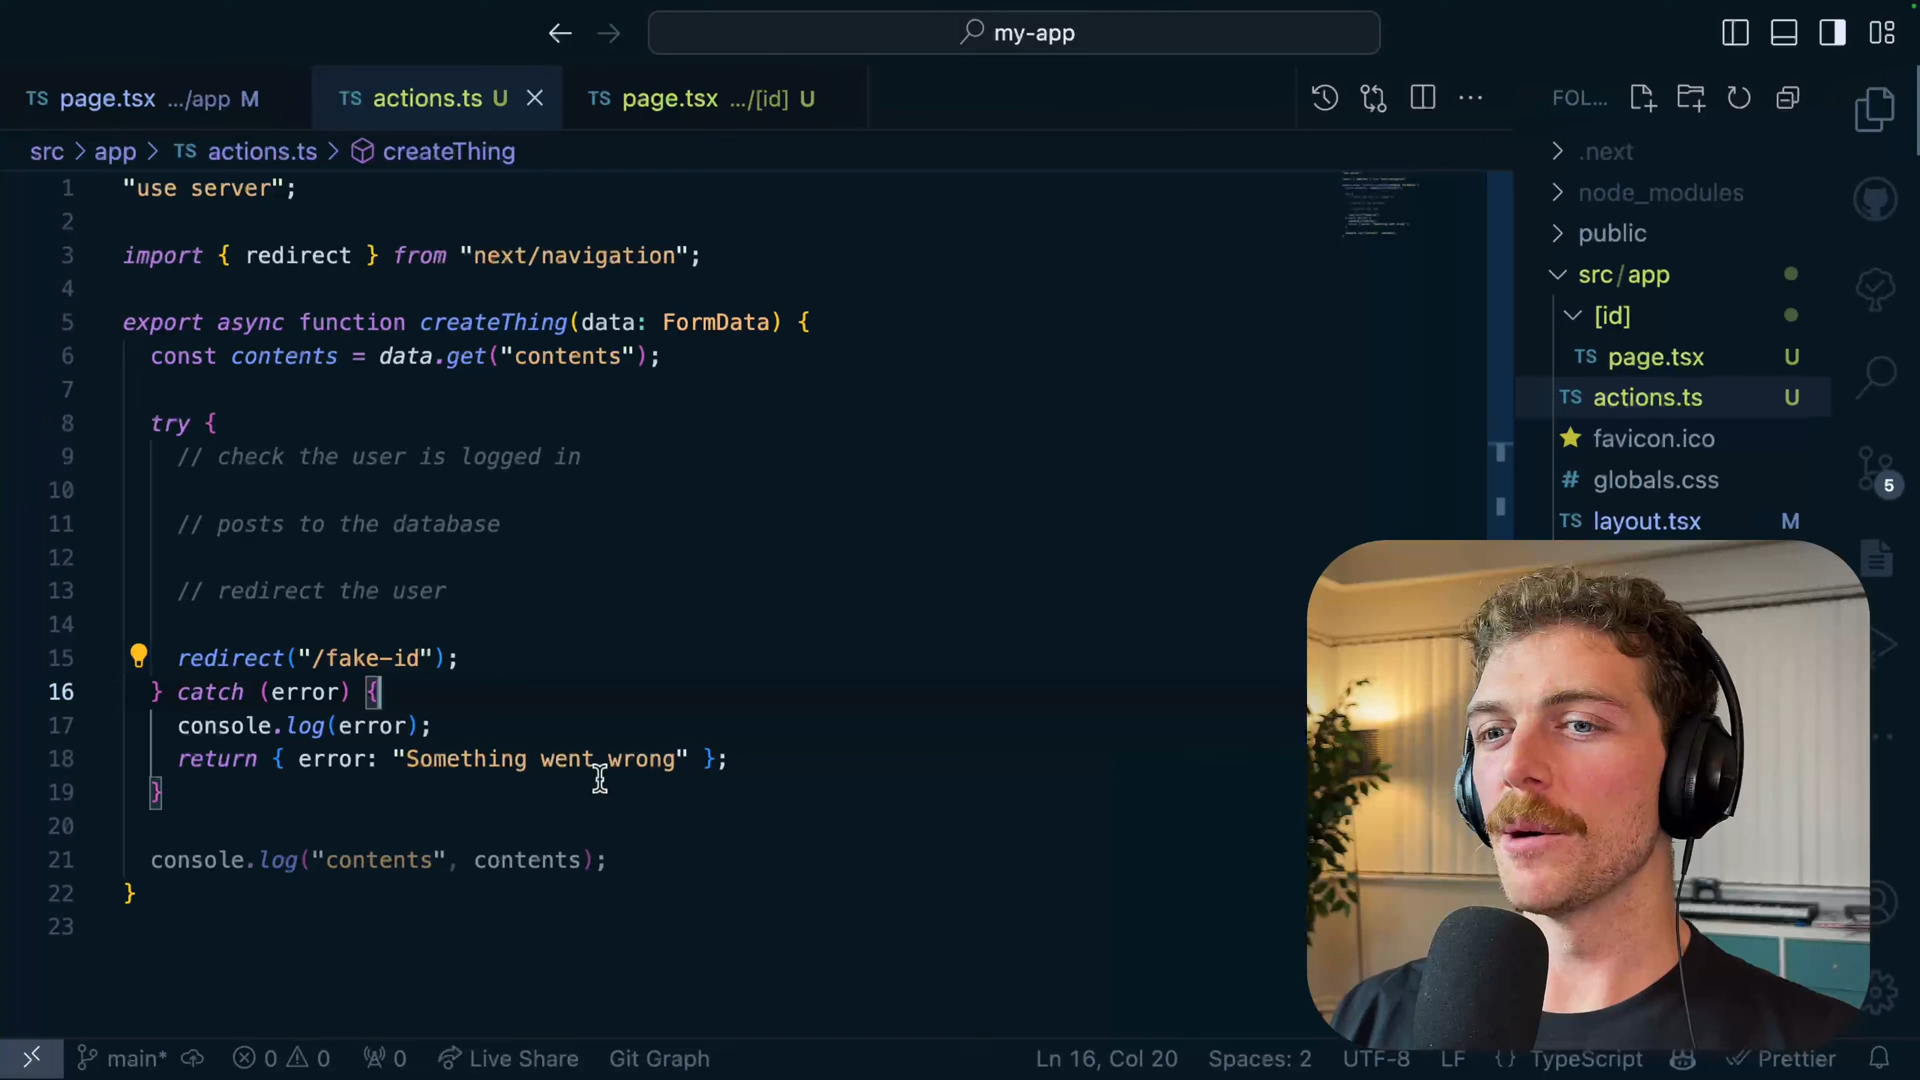 my-app
TS page.tsx .../app M
TS actions.ts U
TS page.tsx .../[id] U
FOL...
src > app > TS actions.ts > createThing
1 "use server";
2
3 import { redirect } from "next/navigation";
4
5 export async function createThing(data: FormData) {
6 const contents = data.get("contents");
7
8 try {
9 // check the user is logged in
10
11 // posts to the database
12
13 // redirect the user
14
15 redirect("/fake-id");
16 } catch (error) {
17 console.log(error);
18 return { error: "Something went wrong" };
19 }
20
21 console.log("contents", contents);
22 }
23
.next
node_modules
public
src/app
[id]
TS page.tsx U
TS actions.ts U
favicon.ico
# globals.css
TS layout.tsx M
5
main* 0 0 0 Live Share Git Graph Ln 16, Col 20 Spaces: 2 UTF-8 LF {} TypeScript Prettier